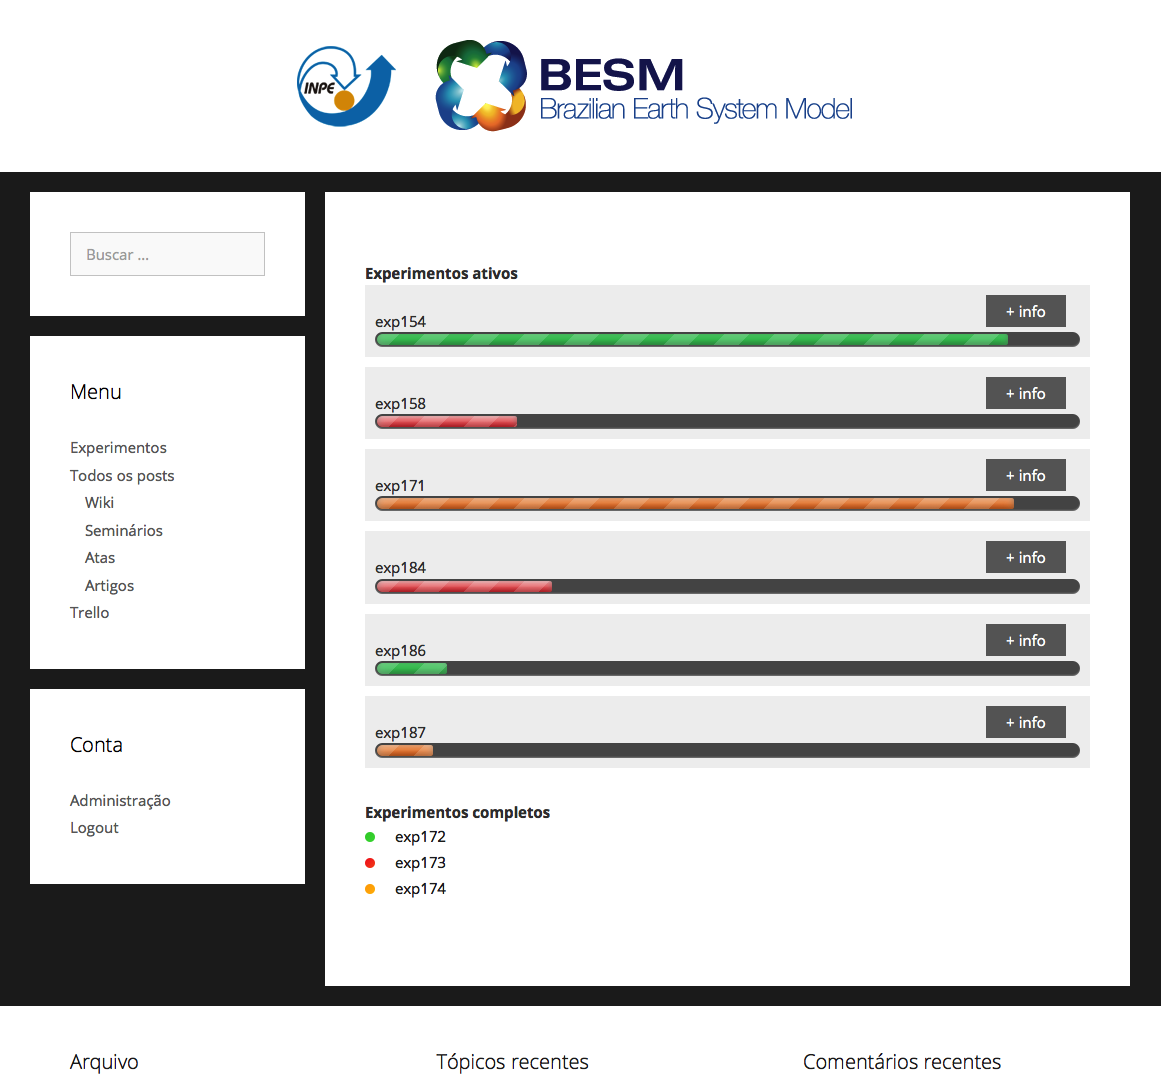 INPE
BESM
Brazilian Earth System Model
Buscar ...
Menu
Experimentos
Todos os posts
Wiki
Seminários
Atas
Artigos
Trello
Conta
Administração
Logout
Experimentos ativos
exp154
+ info
exp158
+ info
exp171
+ info
exp184
+ info
exp186
+ info
exp187
+ info
Experimentos completos
exp172
exp173
exp174
Arquivo
Tópicos recentes
Comentários recentes